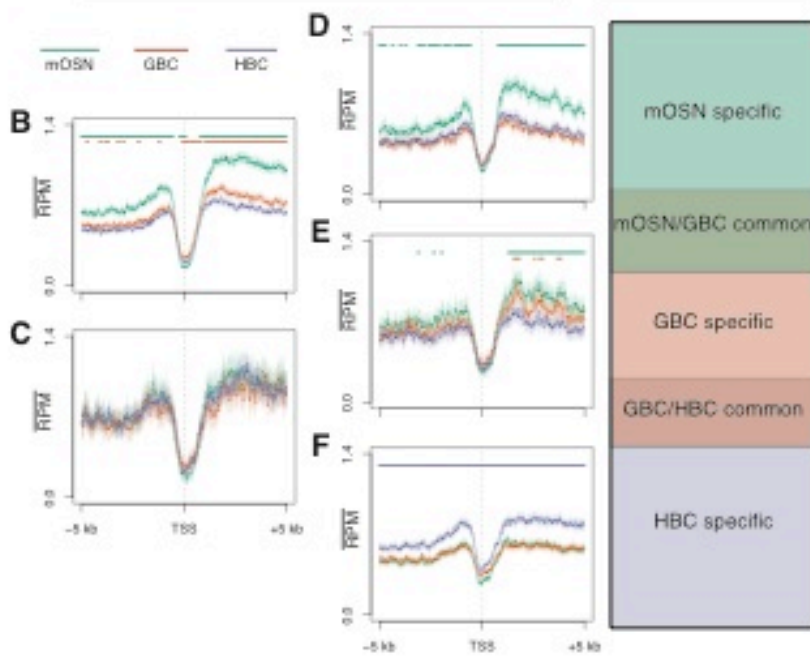 mOSN GBC HBC
B
1.4
RPM
0.0
C
1.4
RPM
0.0
-5 kb TSS +5 kb
D
1.4
RPM
0.0
E
1.4
RPM
0.0
F
1.4
RPM
0.0
-5 kb TSS +5 kb
mOSN specific
mOSN/GBC common
GBC specific
GBC/HBC common
HBC specific